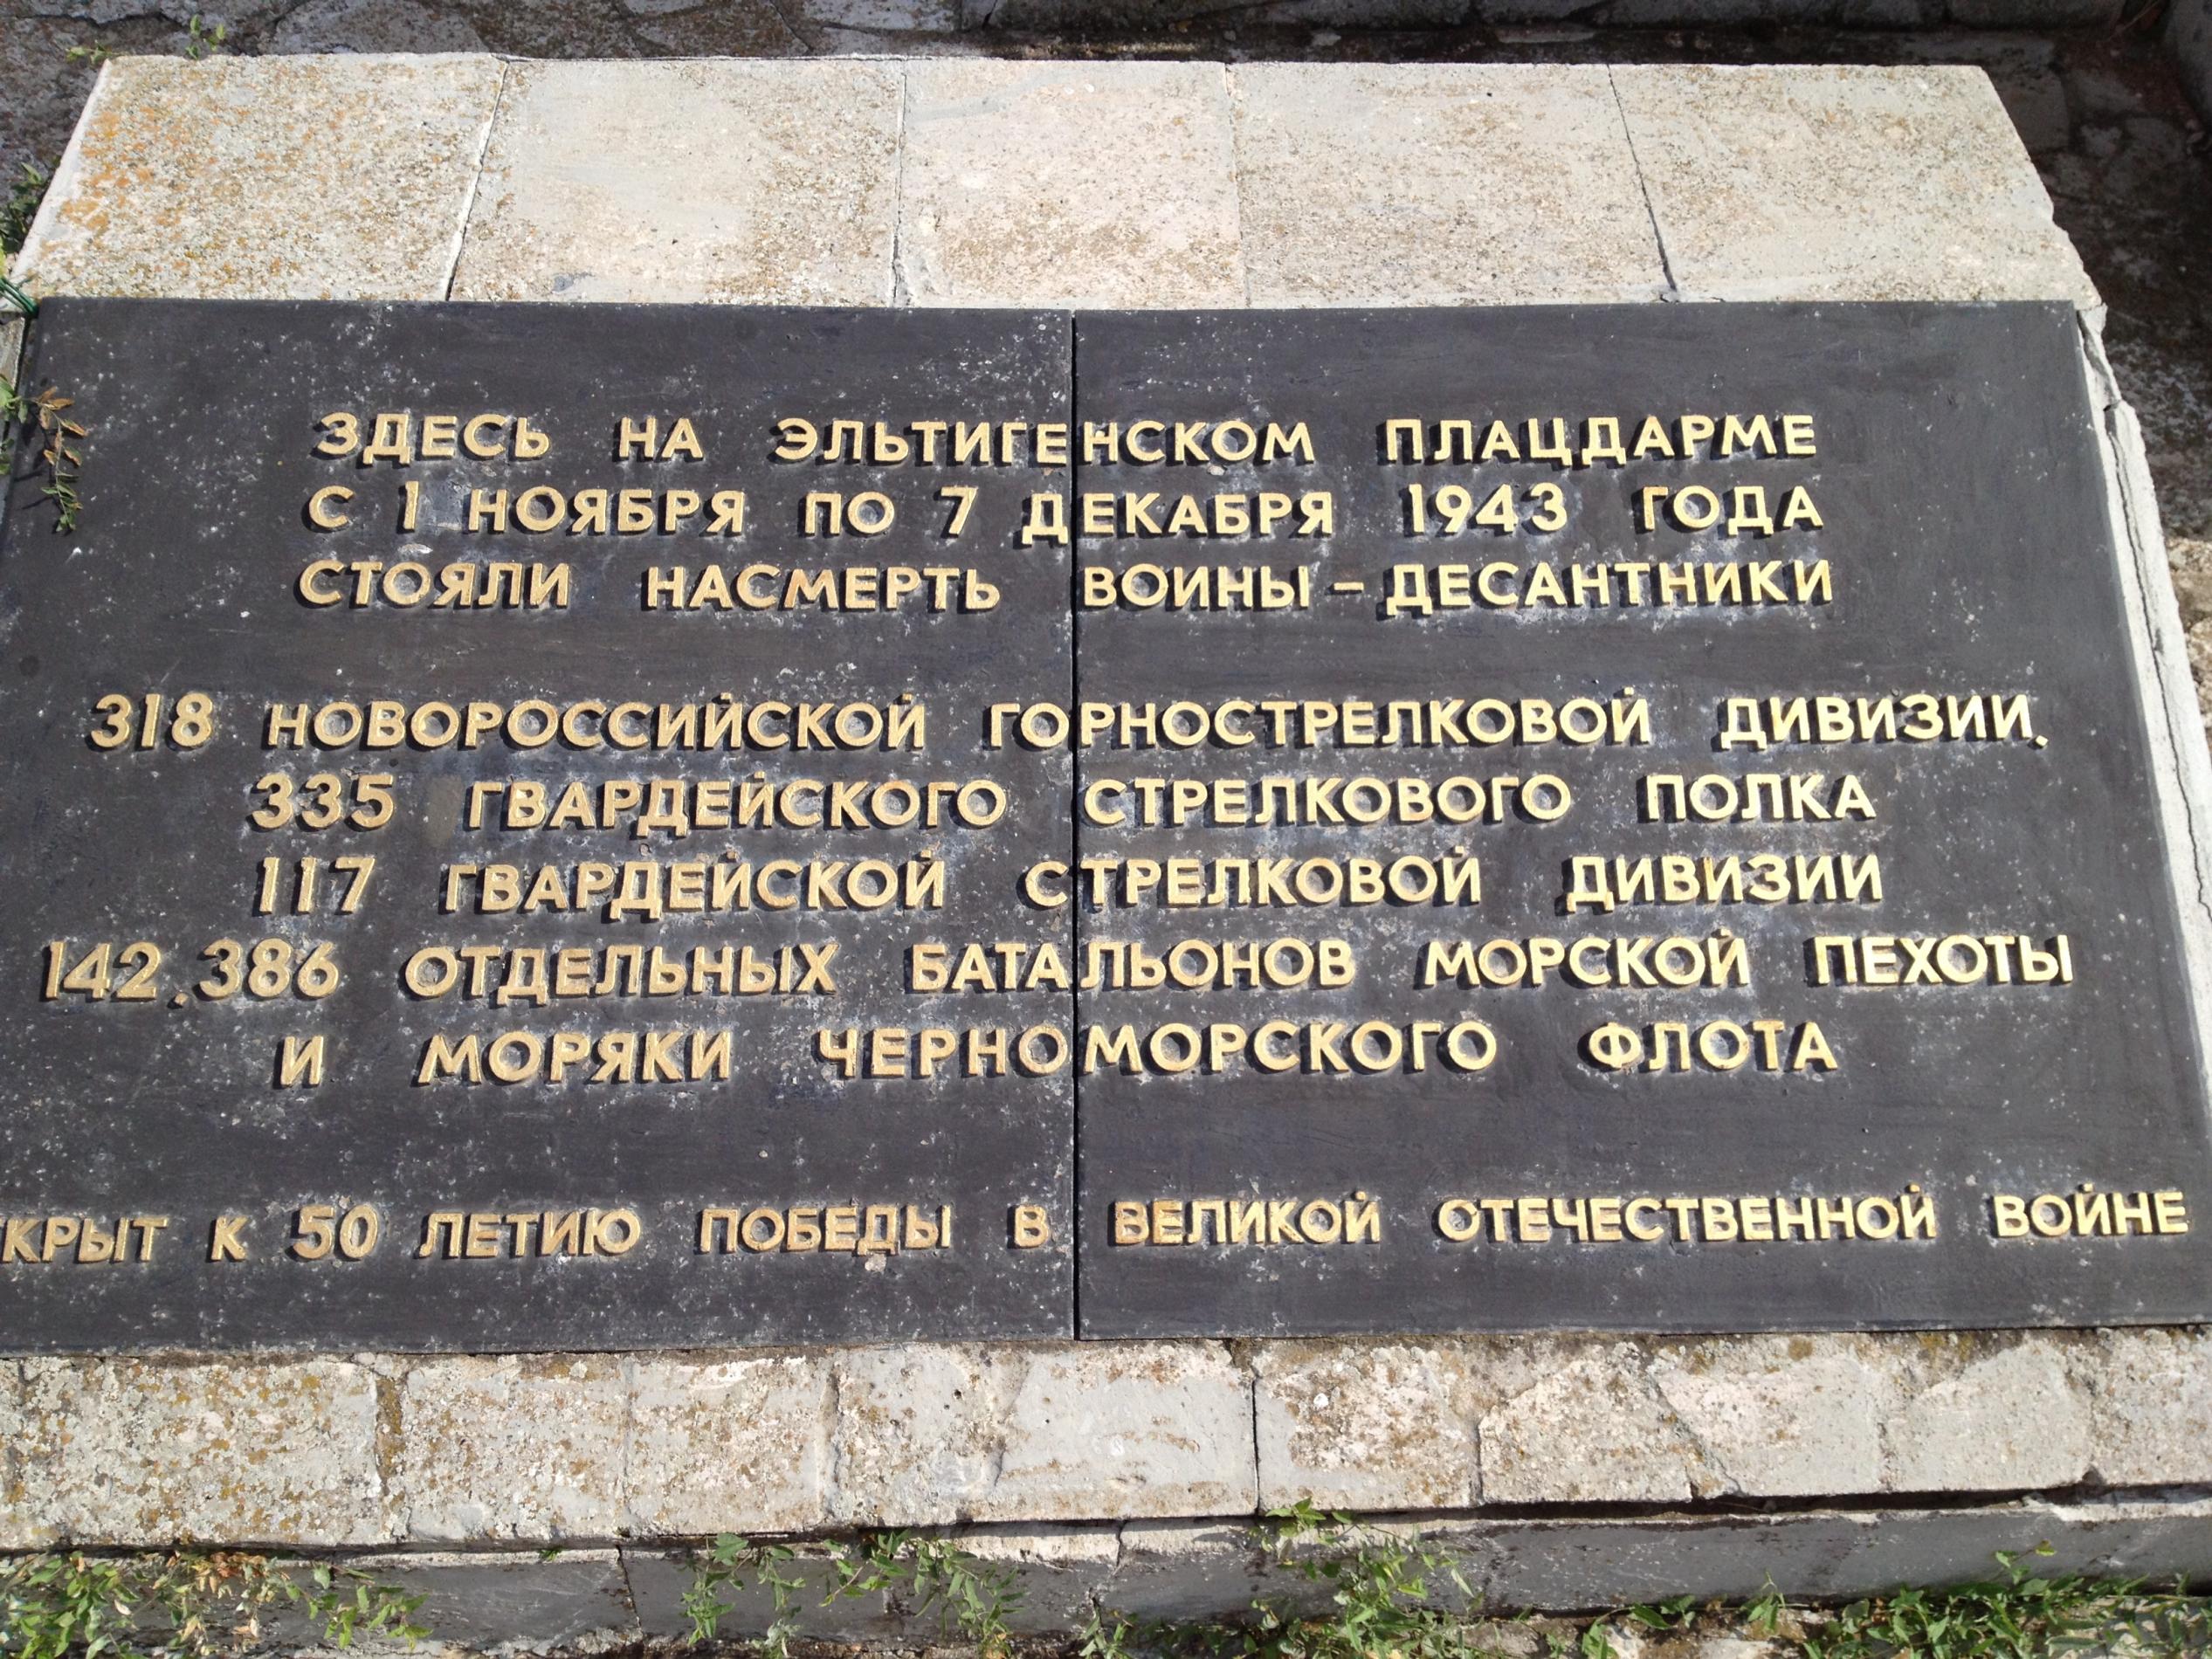 ЗДЕСЬ НА ЭЛЬТИГЕНСКОМ ПЛАЦДАРМЕ
С 1 НОЯБРЯ ПО 7 ДЕКАБРЯ 1943 ГОДА
СТОЯЛИ НАСМЕРТЬ ВОИНЫ – ДЕСАНТНИКИ
318 НОВОРОССИЙСКОЙ ГОРНОСТРЕЛКОВОЙ ДИВИЗИИ.
335 ГВАРДЕЙСКОГО СТРЕЛКОВОГО ПОЛКА
117 ГВАРДЕЙСКОЙ СТРЕЛКОВОЙ ДИВИЗИИ
142.386 ОТДЕЛЬНЫХ БАТАЛЬОНОВ МОРСКОЙ ПЕХОТЫ
И МОРЯКИ ЧЕРНОМОРСКОГО ФЛОТА
КРЫТ К 50 ЛЕТИЮ ПОБЕДЫ В ВЕЛИКОЙ ОТЕЧЕСТВЕННОЙ ВОЙНЕ